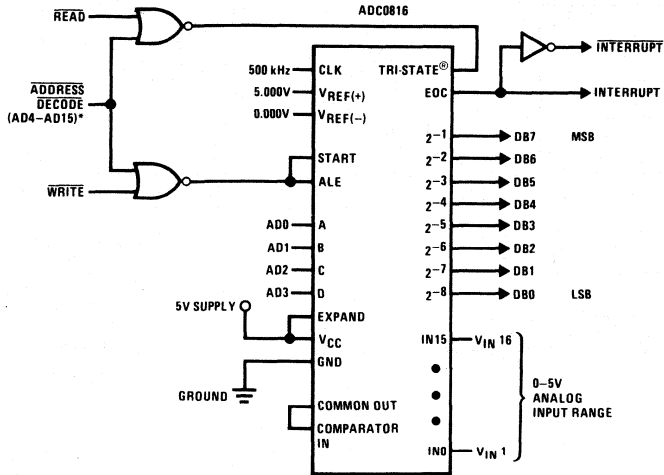 READ
ADC0816
INTERRUPT
500 kHz
CLK
TRI-STATE®
ADDRESS
DECODE
(AD4–AD15)*
5.000V
VREF(+)
EOC
INTERRUPT
0.000V
VREF(−)
2−1
DB7
MSB
START
2−2
DB6
WRITE
ALE
2−3
DB5
2−4
DB4
AD0
A
2−5
DB3
AD1
B
2−6
DB2
AD2
C
2−7
DB1
AD3
D
2−8
DB0
LSB
5V SUPPLY
EXPAND
VCC
IN15
VIN 16
GND
GROUND
0–5V
ANALOG
INPUT RANGE
COMMON OUT
COMPARATOR
IN
IN0
VIN 1